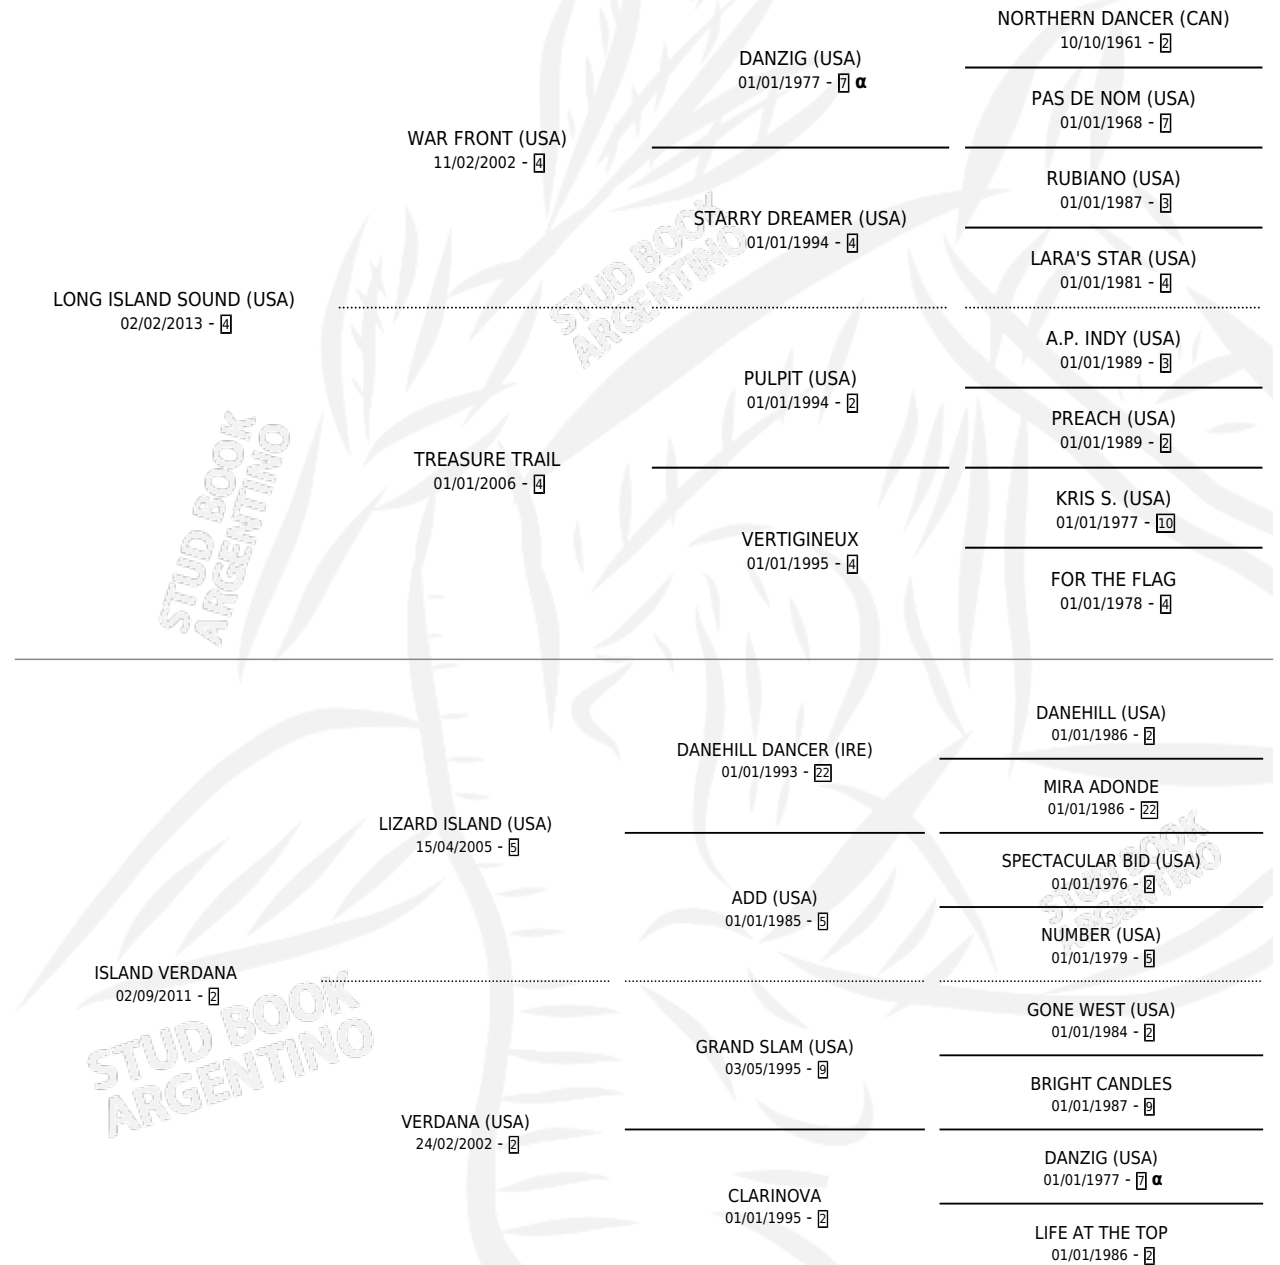 NORTHERN DANCER (CAN)
10/10/1961 - 2
DANZIG (USA)
01/01/1977 - 7 α
PAS DE NOM (USA)
01/01/1968 - 7
WAR FRONT (USA)
11/02/2002 - 4
RUBIANO (USA)
01/01/1987 - 3
STARRY DREAMER (USA)
01/01/1994 - 4
LARA'S STAR (USA)
01/01/1981 - 4
LONG ISLAND SOUND (USA)
02/02/2013 - 4
A.P. INDY (USA)
01/01/1989 - 3
PULPIT (USA)
01/01/1994 - 2
PREACH (USA)
01/01/1989 - 2
TREASURE TRAIL
01/01/2006 - 4
KRIS S. (USA)
01/01/1977 - 10
VERTIGINEUX
01/01/1995 - 4
FOR THE FLAG
01/01/1978 - 4
DANEHILL (USA)
01/01/1986 - 2
DANEHILL DANCER (IRE)
01/01/1993 - 22
MIRA ADONDE
01/01/1986 - 22
LIZARD ISLAND (USA)
15/04/2005 - 5
SPECTACULAR BID (USA)
01/01/1976 - 2
ADD (USA)
01/01/1985 - 5
NUMBER (USA)
01/01/1979 - 5
ISLAND VERDANA
02/09/2011 - 2
GONE WEST (USA)
01/01/1984 - 2
GRAND SLAM (USA)
03/05/1995 - 9
BRIGHT CANDLES
01/01/1987 - 9
VERDANA (USA)
24/02/2002 - 2
DANZIG (USA)
01/01/1977 - 7 α
CLARINOVA
01/01/1995 - 2
LIFE AT THE TOP
01/01/1986 - 2
STUD BOOK
ARGENTINO
STUD BOOK
ARGENTINO
STUD BOOK
ARGENTINO
STUD BOOK
ARGENTINO